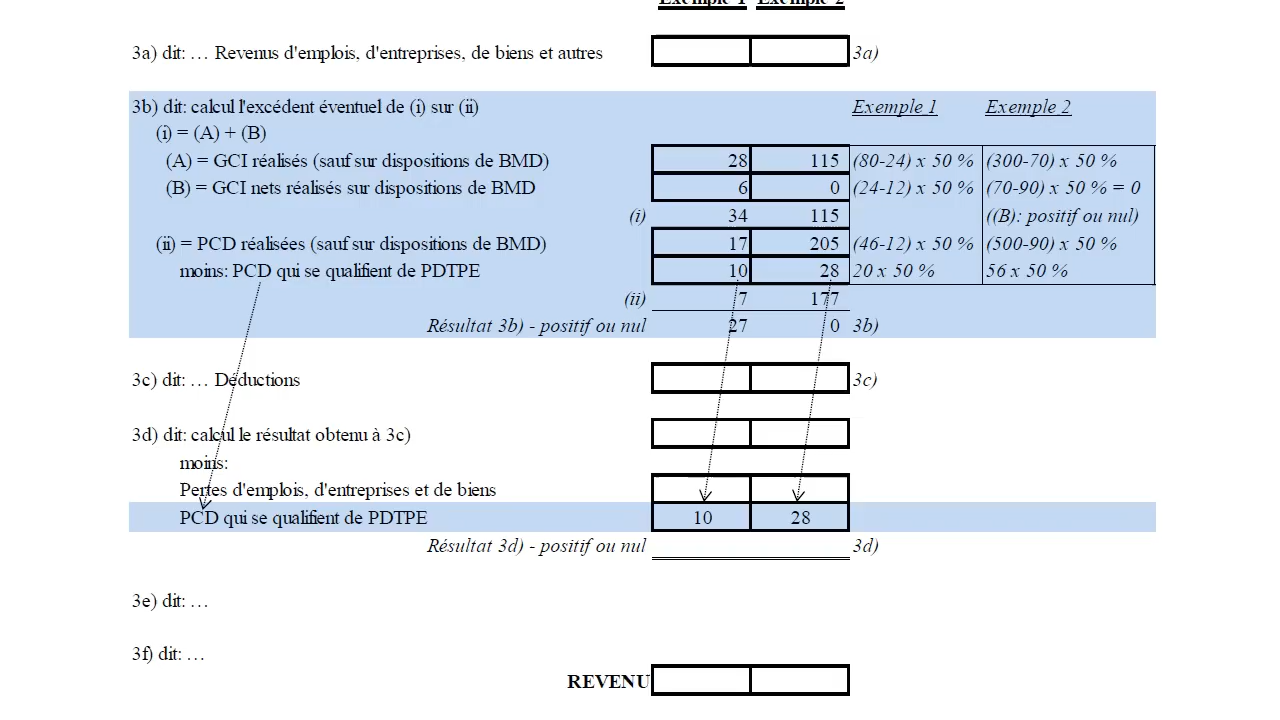 Exemple 1 Exemple 2
3a) dit: … Revenus d'emplois, d'entreprises, de biens et autres 3a)
3b) dit: calcul l'excédent éventuel de (i) sur (ii) Exemple 1 Exemple 2
(i) = (A) + (B)
(A) = GCI réalisés (sauf sur dispositions de BMD) 28 115 (80-24) x 50 % (300-70) x 50 %
(B) = GCI nets réalisés sur dispositions de BMD 6 0 (24-12) x 50 % (70-90) x 50 % = 0
(i) 34 115 ((B): positif ou nul)
(ii) = PCD réalisées (sauf sur dispositions de BMD) 17 205 (46-12) x 50 % (500-90) x 50 %
moins: PCD qui se qualifient de PDTPE 10 28 20 x 50 % 56 x 50 %
(ii) 7 177
Résultat 3b) - positif ou nul 27 0 3b)
3c) dit: … Déductions 3c)
3d) dit: calcul le résultat obtenu à 3c)
moins:
Pertes d'emplois, d'entreprises et de biens
PCD qui se qualifient de PDTPE 10 28
Résultat 3d) - positif ou nul 3d)
3e) dit: …
3f) dit: …
REVENU